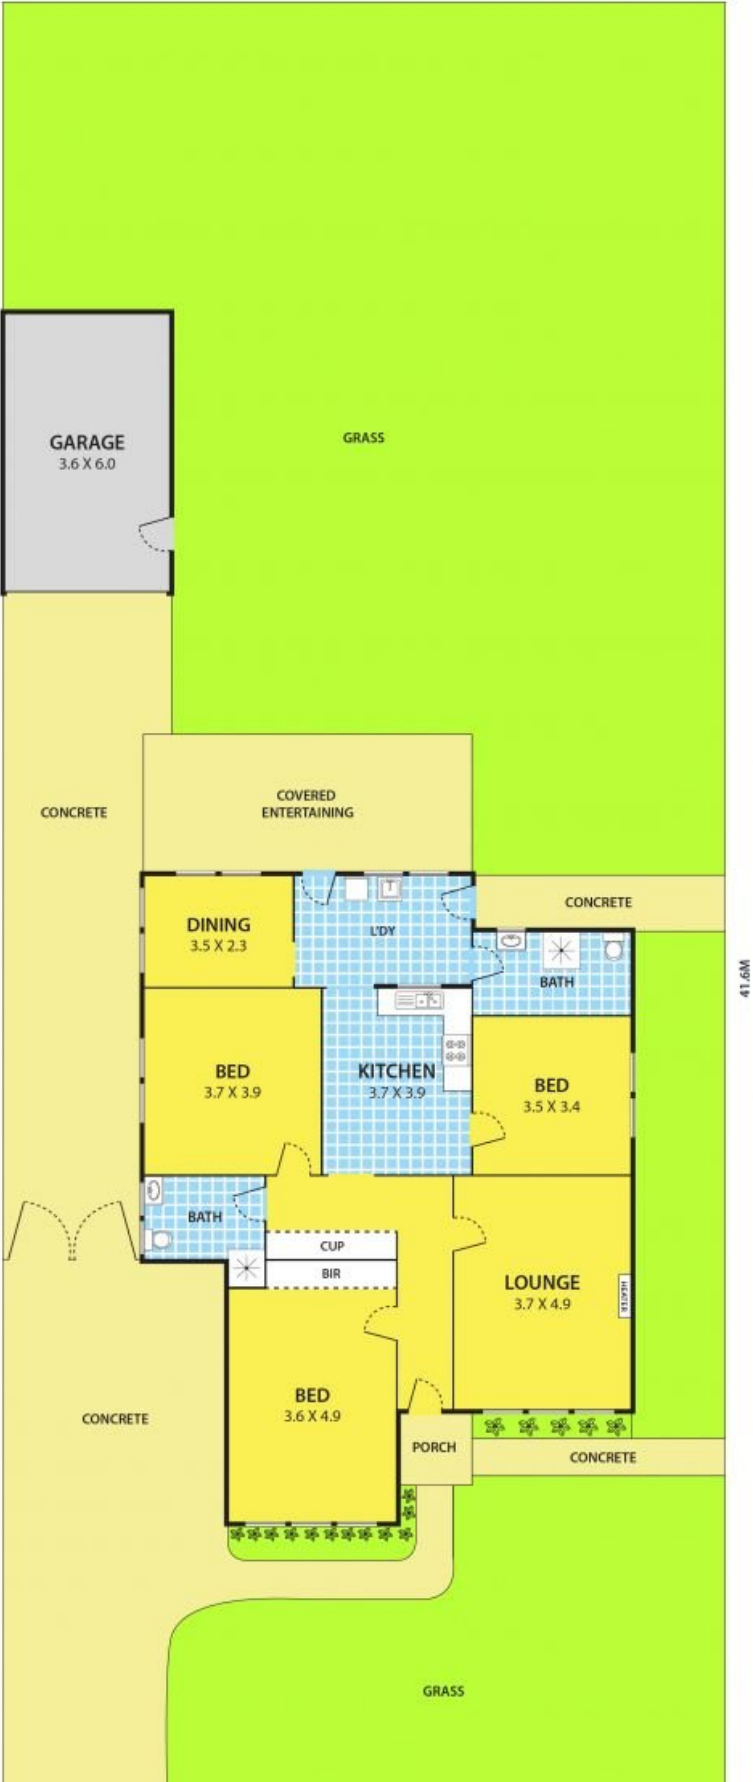 GARAGE
3.6 X 6.0
GRASS
CONCRETE
COVERED
ENTERTAINING
DINING
3.5 X 2.3
L'DY
CONCRETE
BATH
41.6M
BED
3.7 X 3.9
KITCHEN
3.7 X 3.9
BED
3.5 X 3.4
BATH
CUP
BIR
LOUNGE
3.7 X 4.9
HEATER
BED
3.6 X 4.9
CONCRETE
PORCH
CONCRETE
GRASS